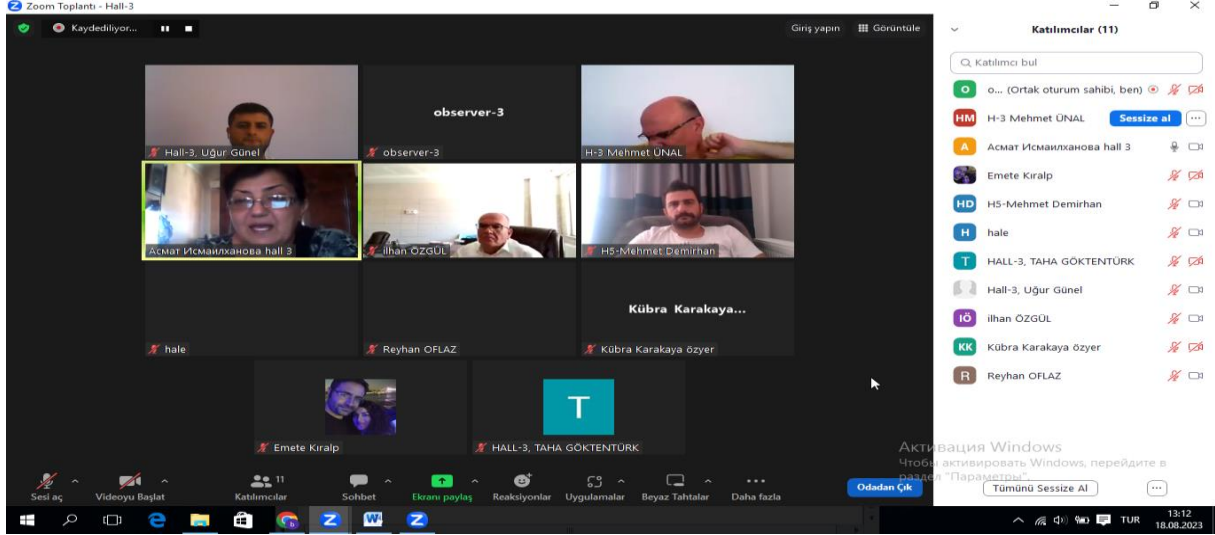 Zoom Toplantı - Hall-3
Kaydediliyor...
Giriş yapın
Görüntüle
Hall-3, Uğur Günel
observer-3
observer-3
H-3 Mehmet ÜNAL
Асмат Исмаилханова hall 3
ilhan ÖZGÜL
H5-Mehmet Demirhan
hale
Reyhan OFLAZ
Kübra Karakaya...
Kübra Karakaya özyer
Emete Kıralp
T
HALL-3, TAHA GÖKTENTÜRK
Katılımcılar (11)
Katılımcı bul
O o... (Ortak oturum sahibi, ben)
HM H-3 Mehmet ÜNAL Sessize al ...
А Асмат Исмаилханова hall 3
Emete Kıralp
HD H5-Mehmet Demirhan
H hale
T HALL-3, TAHA GÖKTENTÜRK
Hall-3, Uğur Günel
İÖ ilhan ÖZGÜL
KK Kübra Karakaya özyer
R Reyhan OFLAZ
Активация Windows
Чтобы активировать Windows, перейдите в
раздел "Параметры".
Tümünü Sessize Al ...
Sesi aç
Videoyu Başlat
11
Katılımcılar
Sohbet
Ekranı paylaş
Reaksiyonlar
Uygulamalar
Beyaz Tahtalar
Daha fazla
Odadan Çık
TUR
13:12
18.08.2023